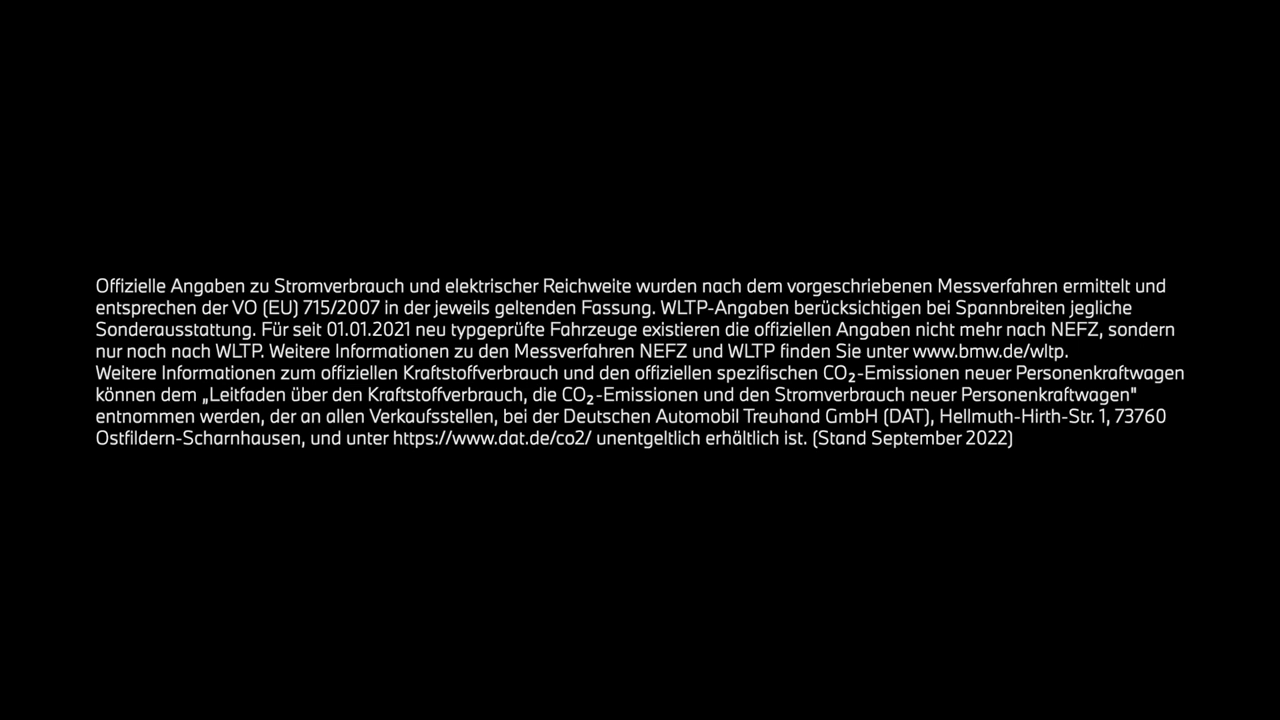 Offizielle Angaben zu Stromverbrauch und elektrischer Reichweite wurden nach dem vorgeschriebenen Messverfahren ermittelt und
entsprechen der VO (EU) 715/2007 in der jeweils geltenden Fassung. WLTP-Angaben berücksichtigen bei Spannbreiten jegliche
Sonderausstattung. Für seit 01.01.2021 neu typgeprüfte Fahrzeuge existieren die offiziellen Angaben nicht mehr nach NEFZ, sondern
nur noch nach WLTP. Weitere Informationen zu den Messverfahren NEFZ und WLTP finden Sie unter www.bmw.de/wltp.
Weitere Informationen zum offiziellen Kraftstoffverbrauch und den offiziellen spezifischen CO₂-Emissionen neuer Personenkraftwagen
können dem „Leitfaden über den Kraftstoffverbrauch, die CO₂-Emissionen und den Stromverbrauch neuer Personenkraftwagen"
entnommen werden, der an allen Verkaufsstellen, bei der Deutschen Automobil Treuhand GmbH (DAT), Hellmuth-Hirth-Str. 1, 73760
Ostfildern-Scharnhausen, und unter https://www.dat.de/co2/ unentgeltlich erhältlich ist. (Stand September 2022)